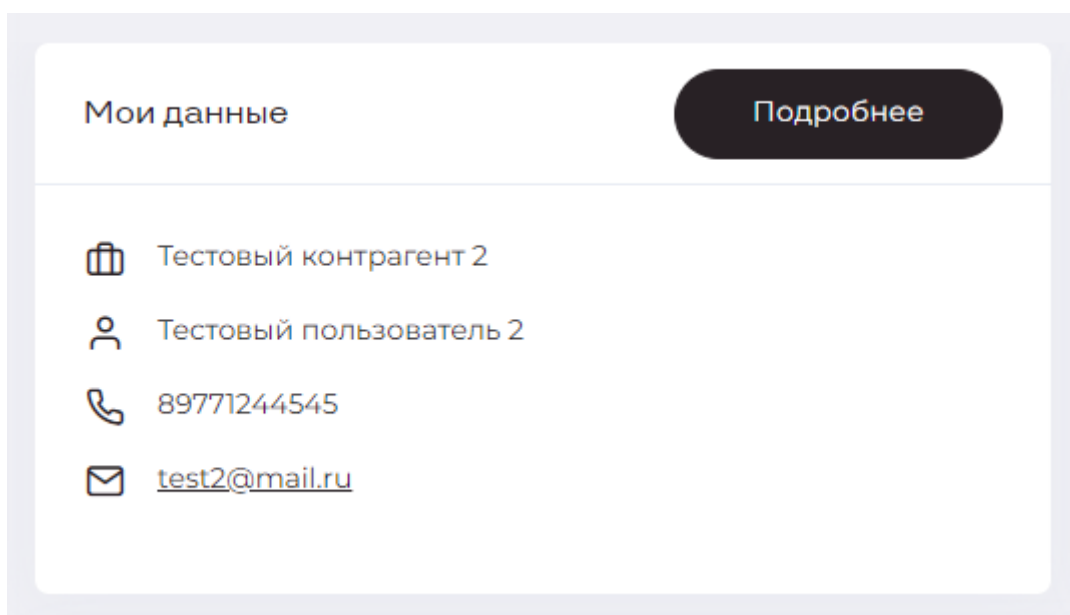 Мои данные
Подробнее
Тестовый контрагент 2
Тестовый пользователь 2
89771244545
test2@mail.ru